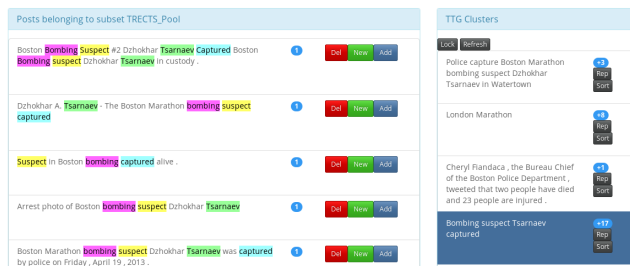 Posts belonging to subset TRECTS_Pool
Boston Bombing Suspect #2 Dzhokhar Tsarnaev Captured Boston
Bombing suspect Dzhokhar Tsarnaev in custody .
1
Del New Add
Dzhokhar A. Tsarnaev - The Boston Marathon bombing suspect
captured
1
Del New Add
Suspect in Boston bombing captured alive .
1
Del New Add
Arrest photo of Boston bombing suspect Dzhokhar Tsarnaev
1
Del New Add
Boston Marathon bombing suspect Dzhokhar Tsarnaev was captured
by police on Friday , April 19 , 2013 .
1
Del New Add
TTG Clusters
Lock Refresh
Police capture Boston Marathon
bombing suspect Dzhokhar
Tsarnaev in Watertown
+3
Rep
Sort
London Marathon
+8
Rep
Sort
Cheryl Fiandaca , the Bureau Chief
of the Boston Police Department ,
tweeted that two people have died
and 23 people are injured .
+1
Rep
Sort
Bombing suspect Tsarnaev
captured
+17
Rep
Sort